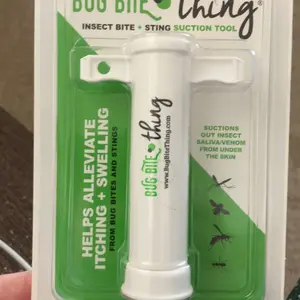 BUG BITE thing®
INSECT BITE + STING SUCTION TOOL
HELPS ALLEVIATE
ITCHING + SWELLING
FROM BUG BITES AND STINGS
BUG BITE thing
www.BugBiteThing.com
SUCTIONS
OUT INSECT
SALIVA/VENOM
FROM UNDER
THE SKIN